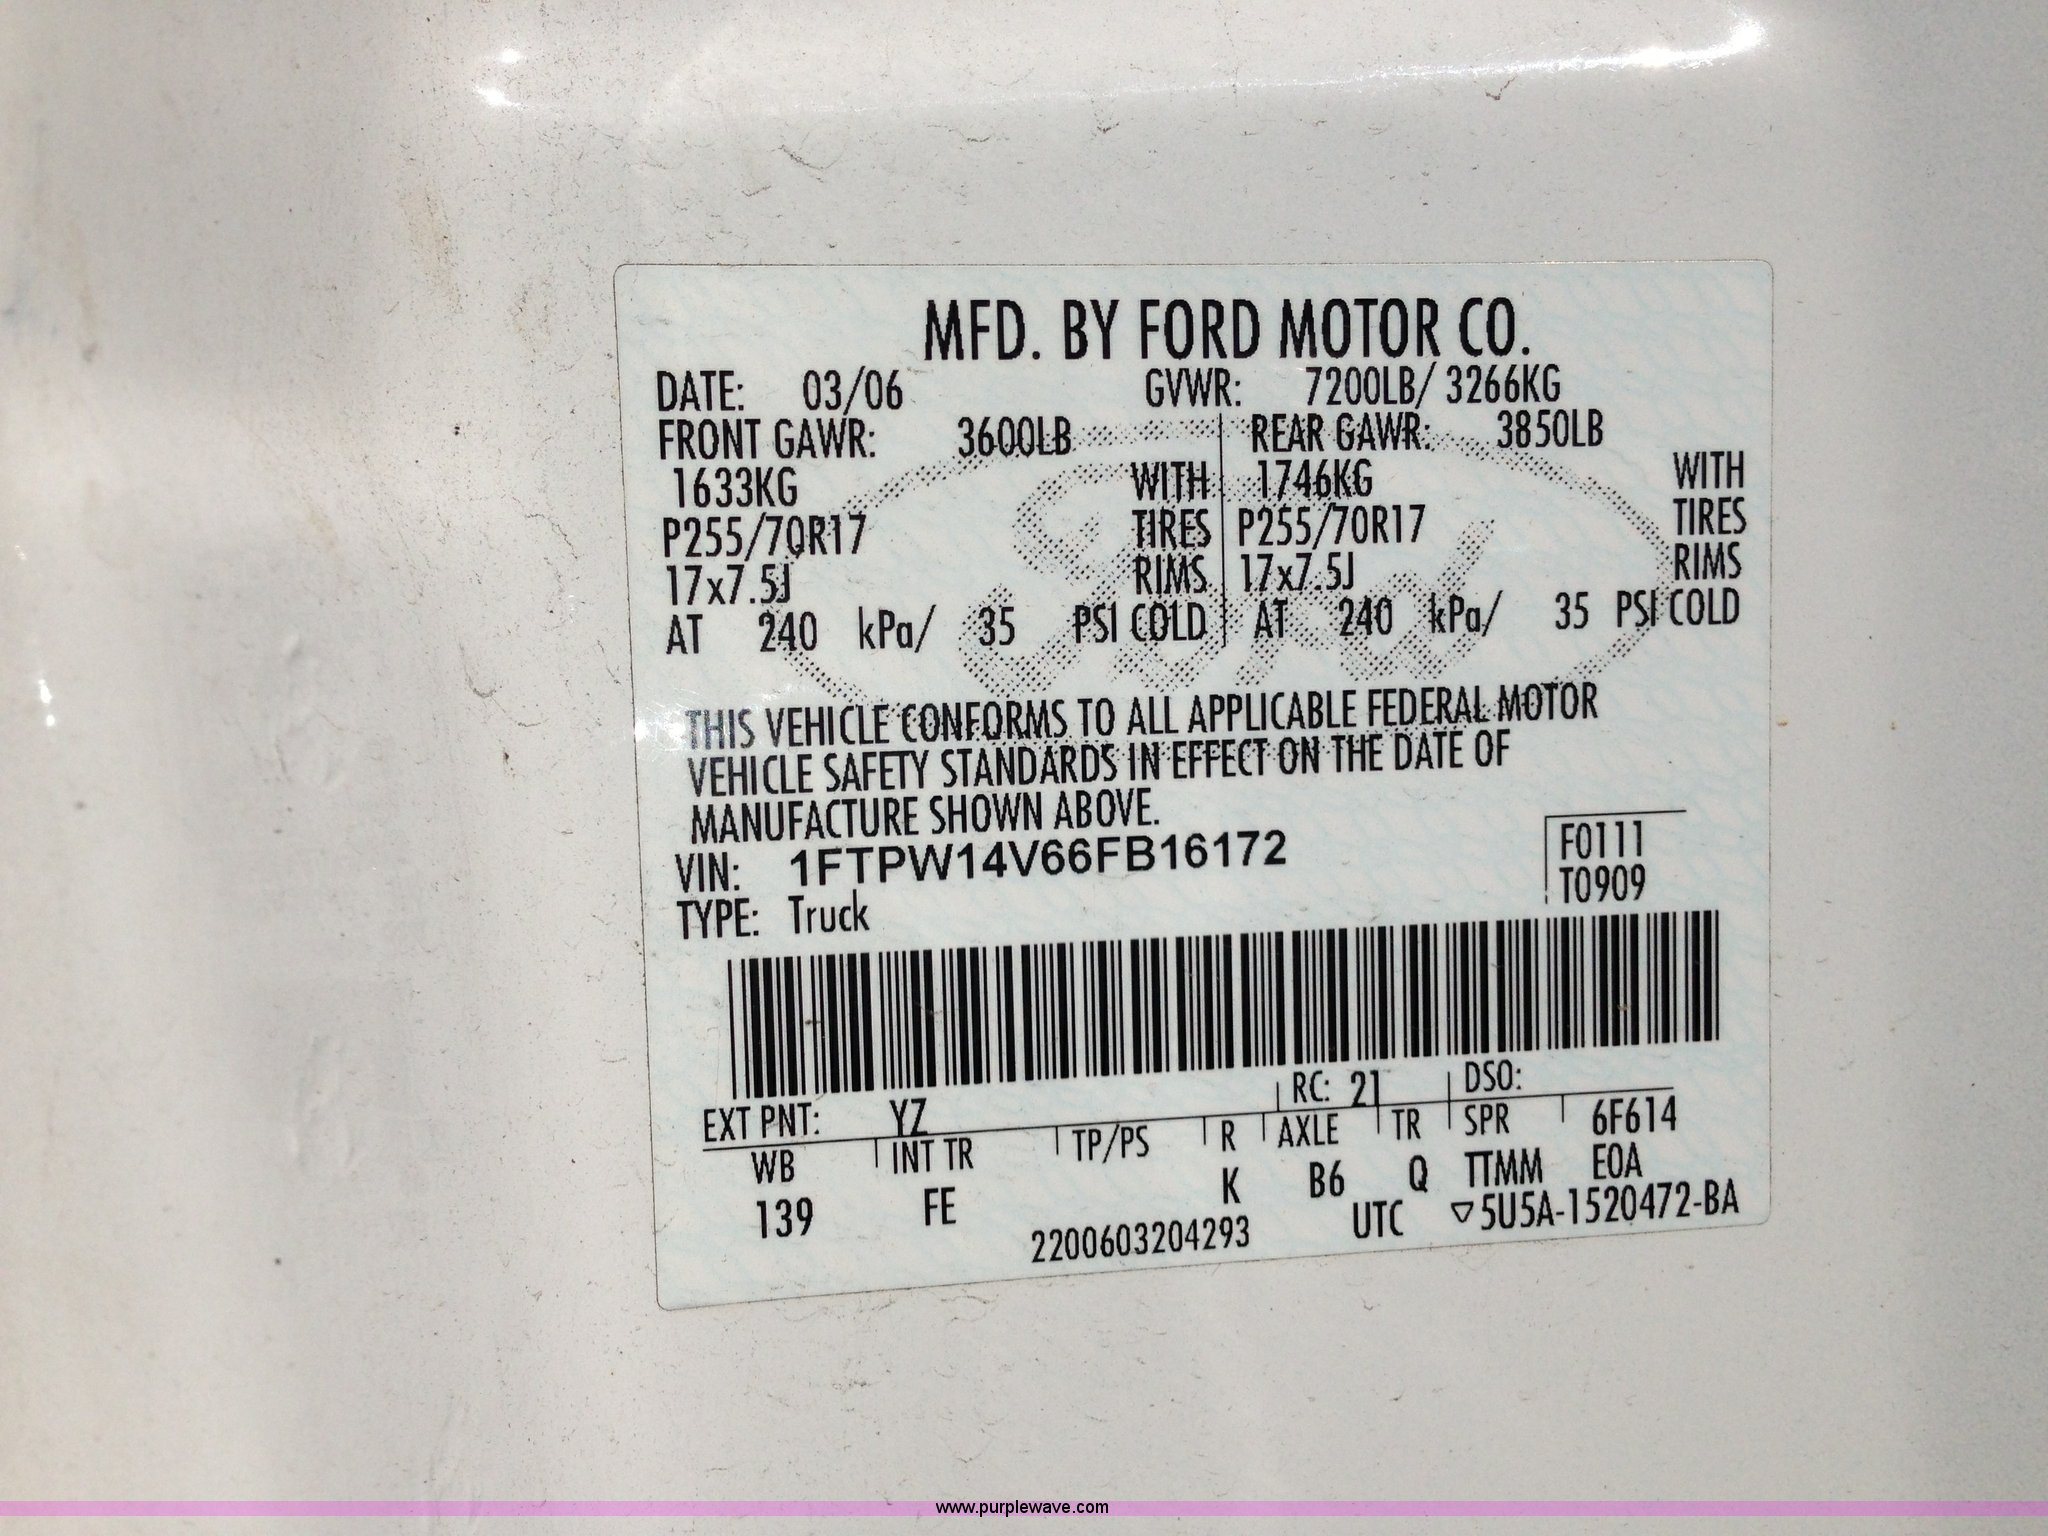 MFD. BY FORD MOTOR CO.
DATE: 03/06 GVWR: 7200LB/ 3266KG
FRONT GAWR: 3600LB REAR GAWR: 3850LB
1633KG WITH 1746KG WITH
P255/70R17 TIRES P255/70R17 TIRES
17x7.5J RIMS 17x7.5J RIMS
AT 240 kPa/ 35 PSI COLD AT 240 kPa/ 35 PSI COLD
Ford
THIS VEHICLE CONFORMS TO ALL APPLICABLE FEDERAL MOTOR
VEHICLE SAFETY STANDARDS IN EFFECT ON THE DATE OF
MANUFACTURE SHOWN ABOVE.
VIN: 1FTPW14V66FB16172 F0111
TYPE: Truck T0909
EXT PNT: YZ RC: 21 DSO:
WB INT TR TP/PS R AXLE TR SPR 6F614
139 FE K B6 Q TTMM E0A
2200603204293 UTC ▽5U5A-1520472-BA
www.purplewave.com